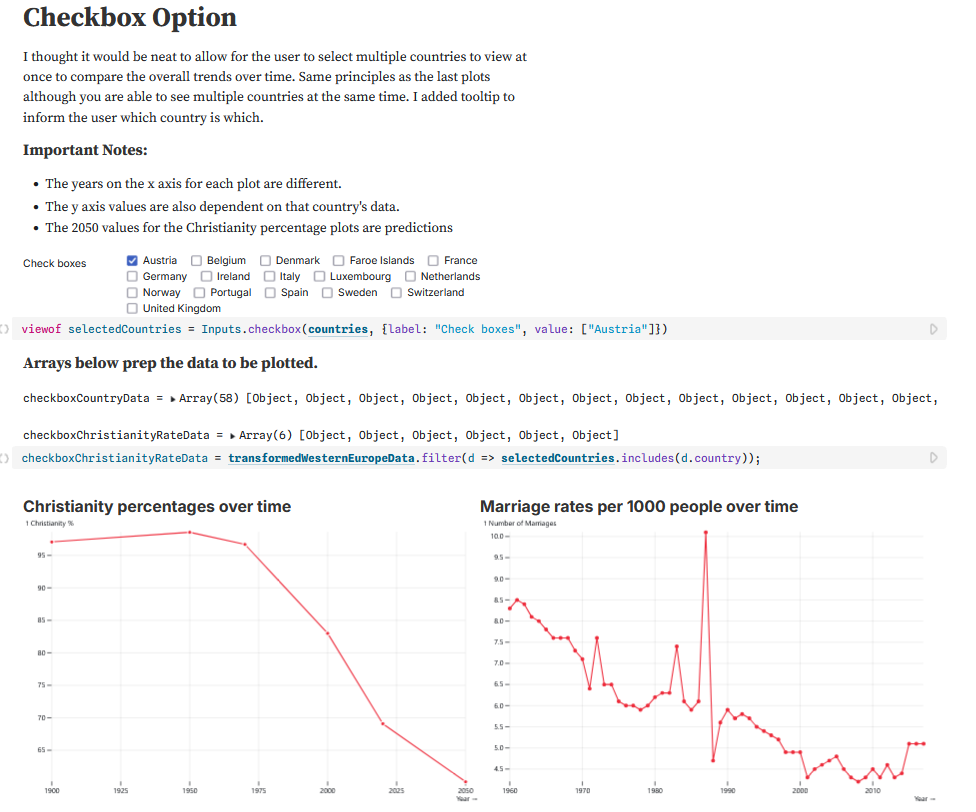 Checkbox Option
I thought it would be neat to allow for the user to select multiple countries to view at
once to compare the overall trends over time. Same principles as the last plots
although you are able to see multiple countries at the same time. I added tooltip to
inform the user which country is which.
Important Notes:
• The years on the x axis for each plot are different.
• The y axis values are also dependent on that country's data.
• The 2050 values for the Christianity percentage plots are predictions
Check boxes
Austria Belgium Denmark Faroe Islands France
Germany Ireland Italy Luxembourg Netherlands
Norway Portugal Spain Sweden Switzerland
United Kingdom
viewof selectedCountries = Inputs.checkbox(countries, {label: "Check boxes", value: ["Austria"]})
Arrays below prep the data to be plotted.
checkboxCountryData = ▸ Array(58) [Object, Object, Object, Object, Object, Object, Object, Object, Object, Object, Object, Object, Object,
checkboxChristianityRateData = ▸ Array(6) [Object, Object, Object, Object, Object, Object]
checkboxChristianityRateData = transformedWesternEuropeData.filter(d => selectedCountries.includes(d.country));
Christianity percentages over time
↑ Christianity %
95
90
85
80
75
70
65
1900 1925 1950 1975 2000 2025 2050
Year →
Marriage rates per 1000 people over time
↑ Number of Marriages
10.0
9.5
9.0
8.5
8.0
7.5
7.0
6.5
6.0
5.5
5.0
4.5
1960 1970 1980 1990 2000 2010
Year →